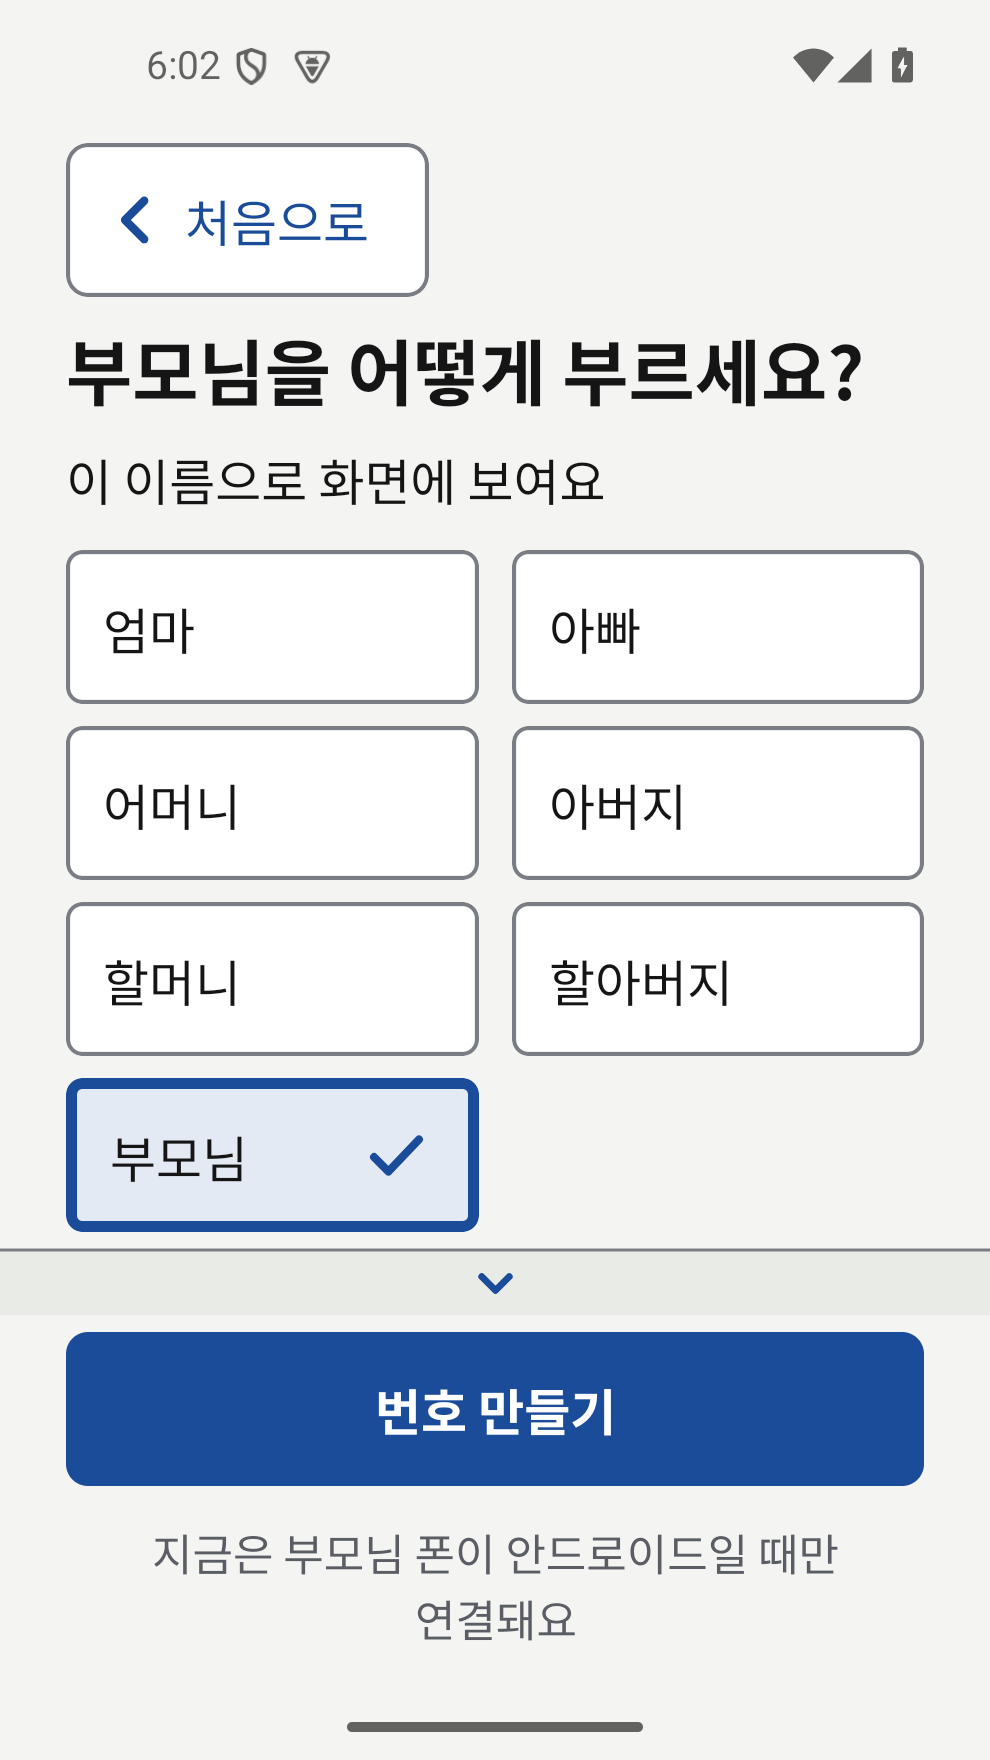 6:02
처음으로
부모님을 어떻게 부르세요?
이 이름으로 화면에 보여요
엄마
아빠
어머니
아버지
할머니
할아버지
부모님
번호 만들기
지금은 부모님 폰이 안드로이드일 때만
연결돼요